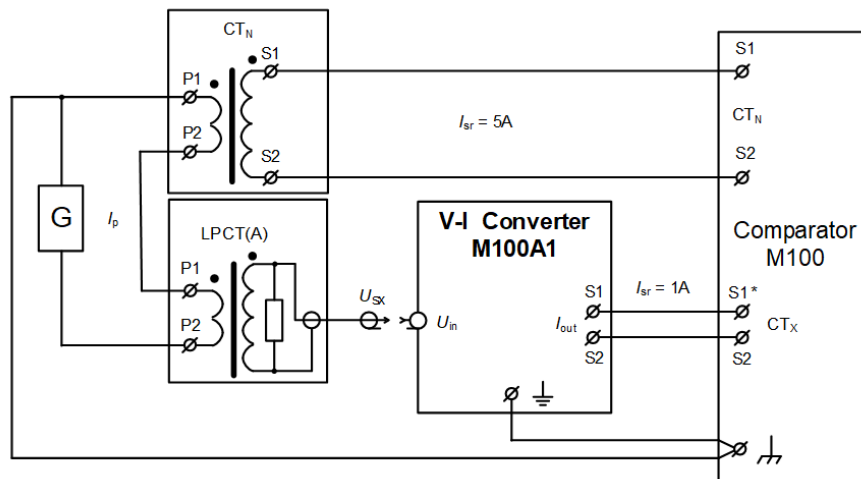 CTN
S1
S1
P1
CTN
Isr = 5A
P2
S2
S2
G
Ip
LPCT(A)
V-I Converter
M100A1
Comparator
M100
P1
USX
Uin
S1
Isr = 1A
S1*
Iout
CTX
P2
S2
S2